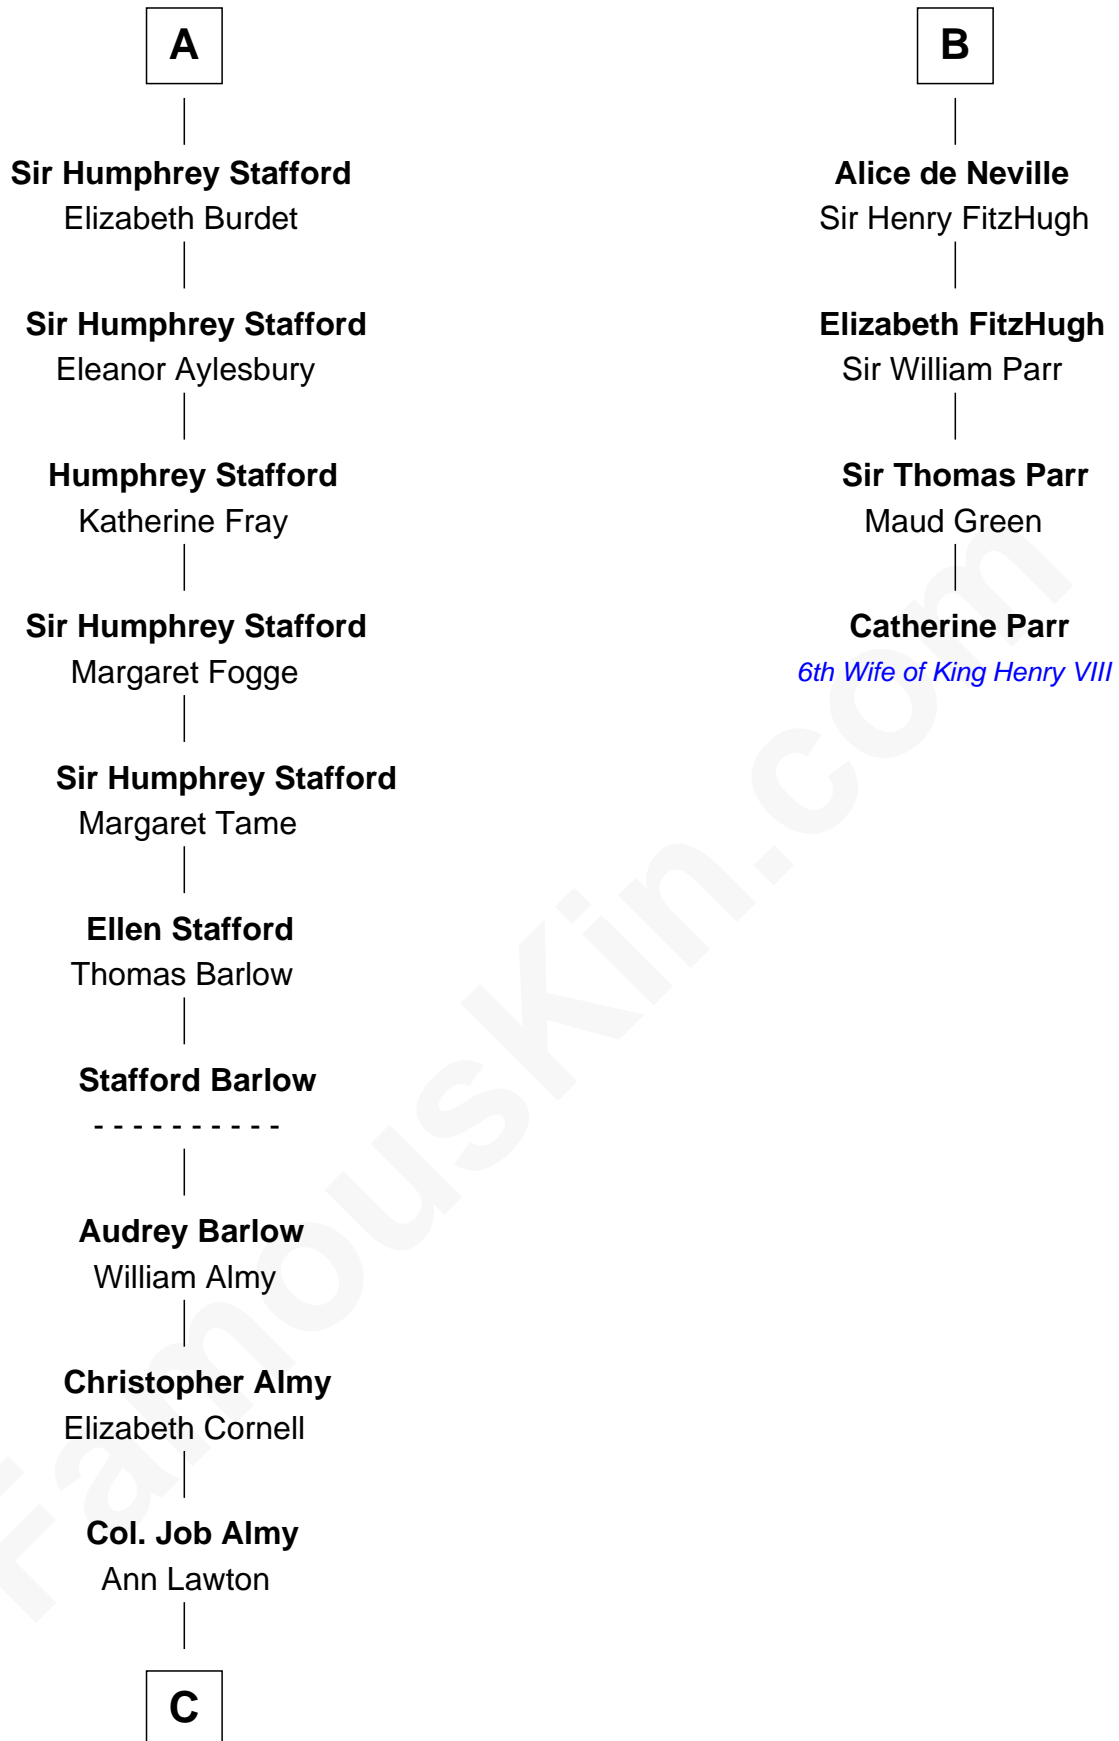 A
Sir Humphrey Stafford
Elizabeth Burdet
Sir Humphrey Stafford
Eleanor Aylesbury
Humphrey Stafford
Katherine Fray
Sir Humphrey Stafford
Margaret Fogge
Sir Humphrey Stafford
Margaret Tame
Ellen Stafford
Thomas Barlow
Stafford Barlow
- - - - - - - - - -
Audrey Barlow
William Almy
Christopher Almy
Elizabeth Cornell
Col. Job Almy
Ann Lawton
C
B
Alice de Neville
Sir Henry FitzHugh
Elizabeth FitzHugh
Sir William Parr
Sir Thomas Parr
Maud Green
Catherine Parr
6th Wife of King Henry VIII
FamousKin.com